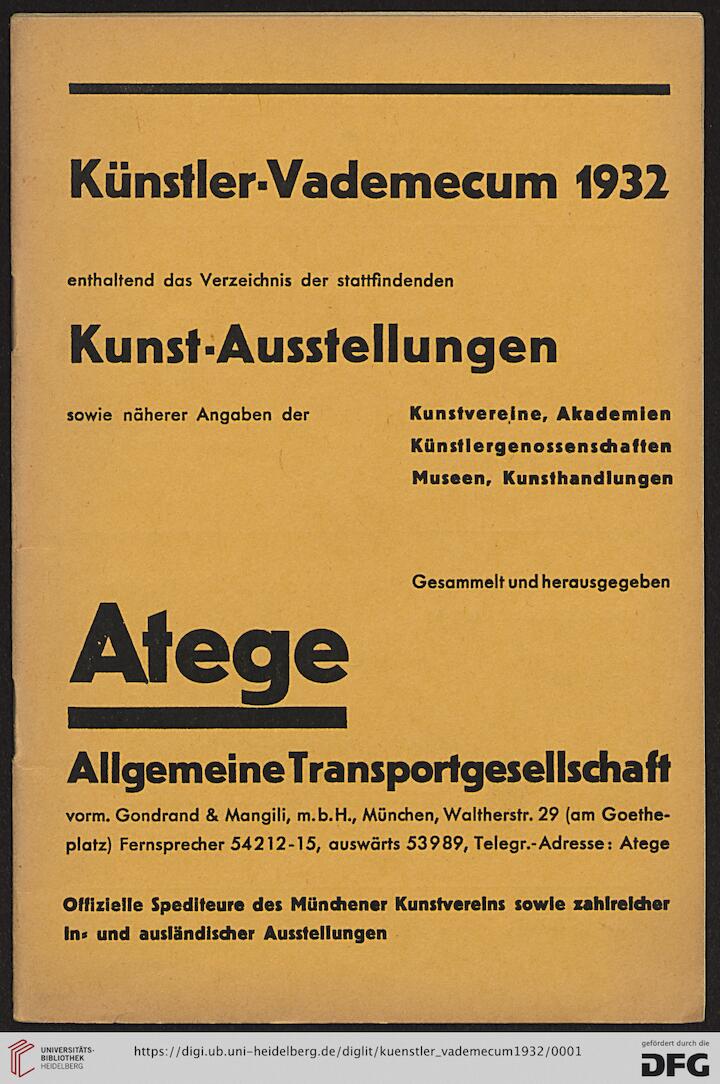 Künstler-Vademecum 1932
enthaltend das Verzeichnis der stattfindenden
Kunst-Ausstellungen
sowie näherer Angaben der
Kunstvereine, Akademien
Künstlergenossenschaften
Museen, Kunsthandlungen
Gesammelt und herausgegeben
Atege
Allgemeine Transportgesellschaft
vorm. Gondrand & Mangili, m.b.H., München, Waltherstr. 29 (am Goethe-
platz) Fernsprecher 54212-15, auswärts 53989, Telegr.-Adresse: Atege
Offizielle Spediteure des Münchener Kunstvereins sowie zahlreicher
in- und ausländischer Ausstellungen
UNIVERSITÄTS-
BIBLIOTHEK
HEIDELBERG
https://digi.ub.uni-heidelberg.de/diglit/kuenstler_vademecum1932/0001
gefördert durch die
DFG